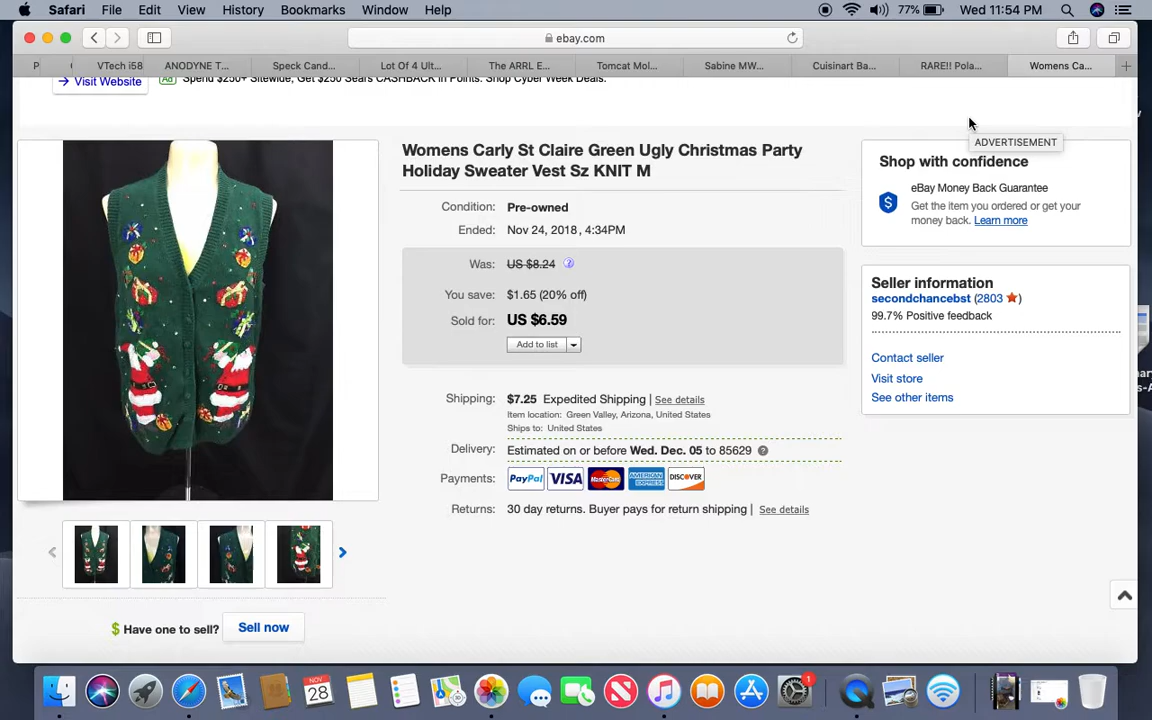 Safari File Edit View History Bookmarks Window Help 77% Wed 11:54 PM
ebay.com
P VTech i58 ANODYNE T... Speck Cand... Lot Of 4 Ult... The ARRL E... Tomcat Mol... Sabine MW... Cuisinart Ba... RARE!! Pola... Womens Ca...
→ Visit Website Ad Spend $250+ Sitewide, Get $250 Sears CASHBACK in Points. Shop Cyber Week Deals.
ADVERTISEMENT
Womens Carly St Claire Green Ugly Christmas Party
Holiday Sweater Vest Sz KNIT M
Condition: Pre-owned
Ended: Nov 24, 2018 , 4:34PM
Was: US $8.24 ?
You save: $1.65 (20% off)
Sold for: US $6.59
Add to list
Shipping: $7.25 Expedited Shipping | See details
Item location: Green Valley, Arizona, United States
Ships to: United States
Delivery: Estimated on or before Wed. Dec. 05 to 85629 ?
Payments: PayPal VISA MasterCard AMERICAN EXPRESS DISCOVER
Returns: 30 day returns. Buyer pays for return shipping | See details
Shop with confidence
eBay Money Back Guarantee
Get the item you ordered or get your
money back. Learn more
Seller information
secondchancebst (2803 ★)
99.7% Positive feedback
Contact seller
Visit store
See other items
$ Have one to sell? Sell now
NOV
28
1